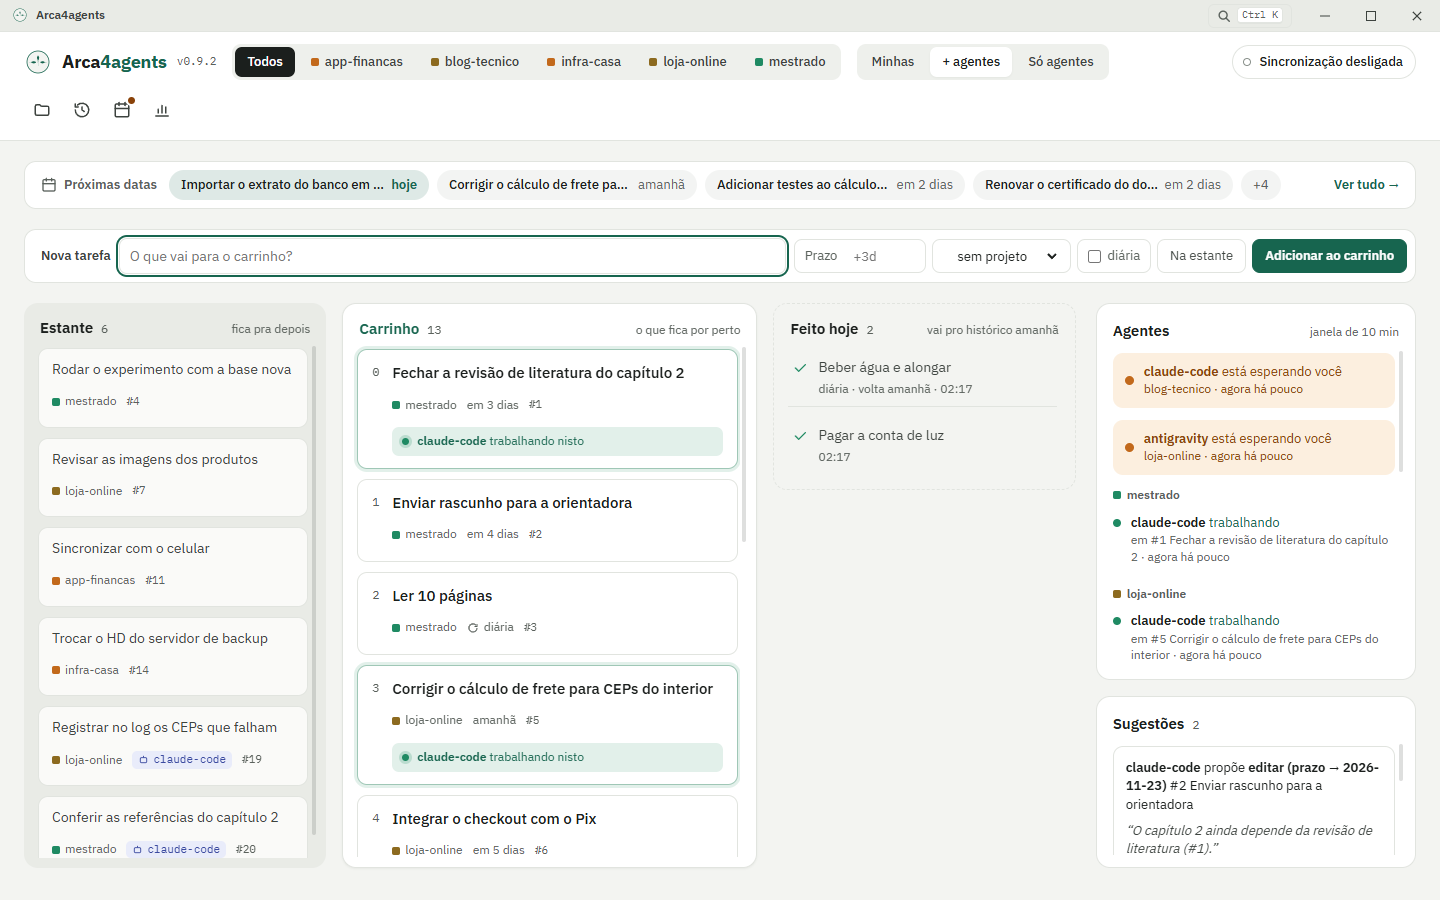 Arca4agents
Ctrl K
Arca4agents v0.9.2
Todos
app-financas
blog-tecnico
infra-casa
loja-online
mestrado
Minhas
+ agentes
Só agentes
Sincronização desligada
Próximas datas
Importar o extrato do banco em ... hoje
Corrigir o cálculo de frete pa... amanhã
Adicionar testes ao cálculo... em 2 dias
Renovar o certificado do do... em 2 dias
+4
Ver tudo →
Nova tarefa
O que vai para o carrinho?
Prazo +3d
sem projeto
diária
Na estante
Adicionar ao carrinho
Estante 6
fica pra depois
Rodar o experimento com a base nova
mestrado #4
Revisar as imagens dos produtos
loja-online #7
Sincronizar com o celular
app-financas #11
Trocar o HD do servidor de backup
infra-casa #14
Registrar no log os CEPs que falham
loja-online claude-code #19
Conferir as referências do capítulo 2
mestrado claude-code #20
Carrinho 13
o que fica por perto
0 Fechar a revisão de literatura do capítulo 2
mestrado em 3 dias #1
claude-code trabalhando nisto
1 Enviar rascunho para a orientadora
mestrado em 4 dias #2
2 Ler 10 páginas
mestrado diária #3
3 Corrigir o cálculo de frete para CEPs do interior
loja-online amanhã #5
claude-code trabalhando nisto
4 Integrar o checkout com o Pix
loja-online em 5 dias #6
Feito hoje 2
vai pro histórico amanhã
Beber água e alongar
diária · volta amanhã · 02:17
Pagar a conta de luz
02:17
Agentes
janela de 10 min
claude-code está esperando você
blog-tecnico · agora há pouco
antigravity está esperando você
loja-online · agora há pouco
mestrado
claude-code trabalhando
em #1 Fechar a revisão de literatura do capítulo
2 · agora há pouco
loja-online
claude-code trabalhando
em #5 Corrigir o cálculo de frete para CEPs do
interior · agora há pouco
Sugestões 2
claude-code propõe editar (prazo → 2026-
11-23) #2 Enviar rascunho para a
orientadora
“O capítulo 2 ainda depende da revisão de
literatura (#1).”